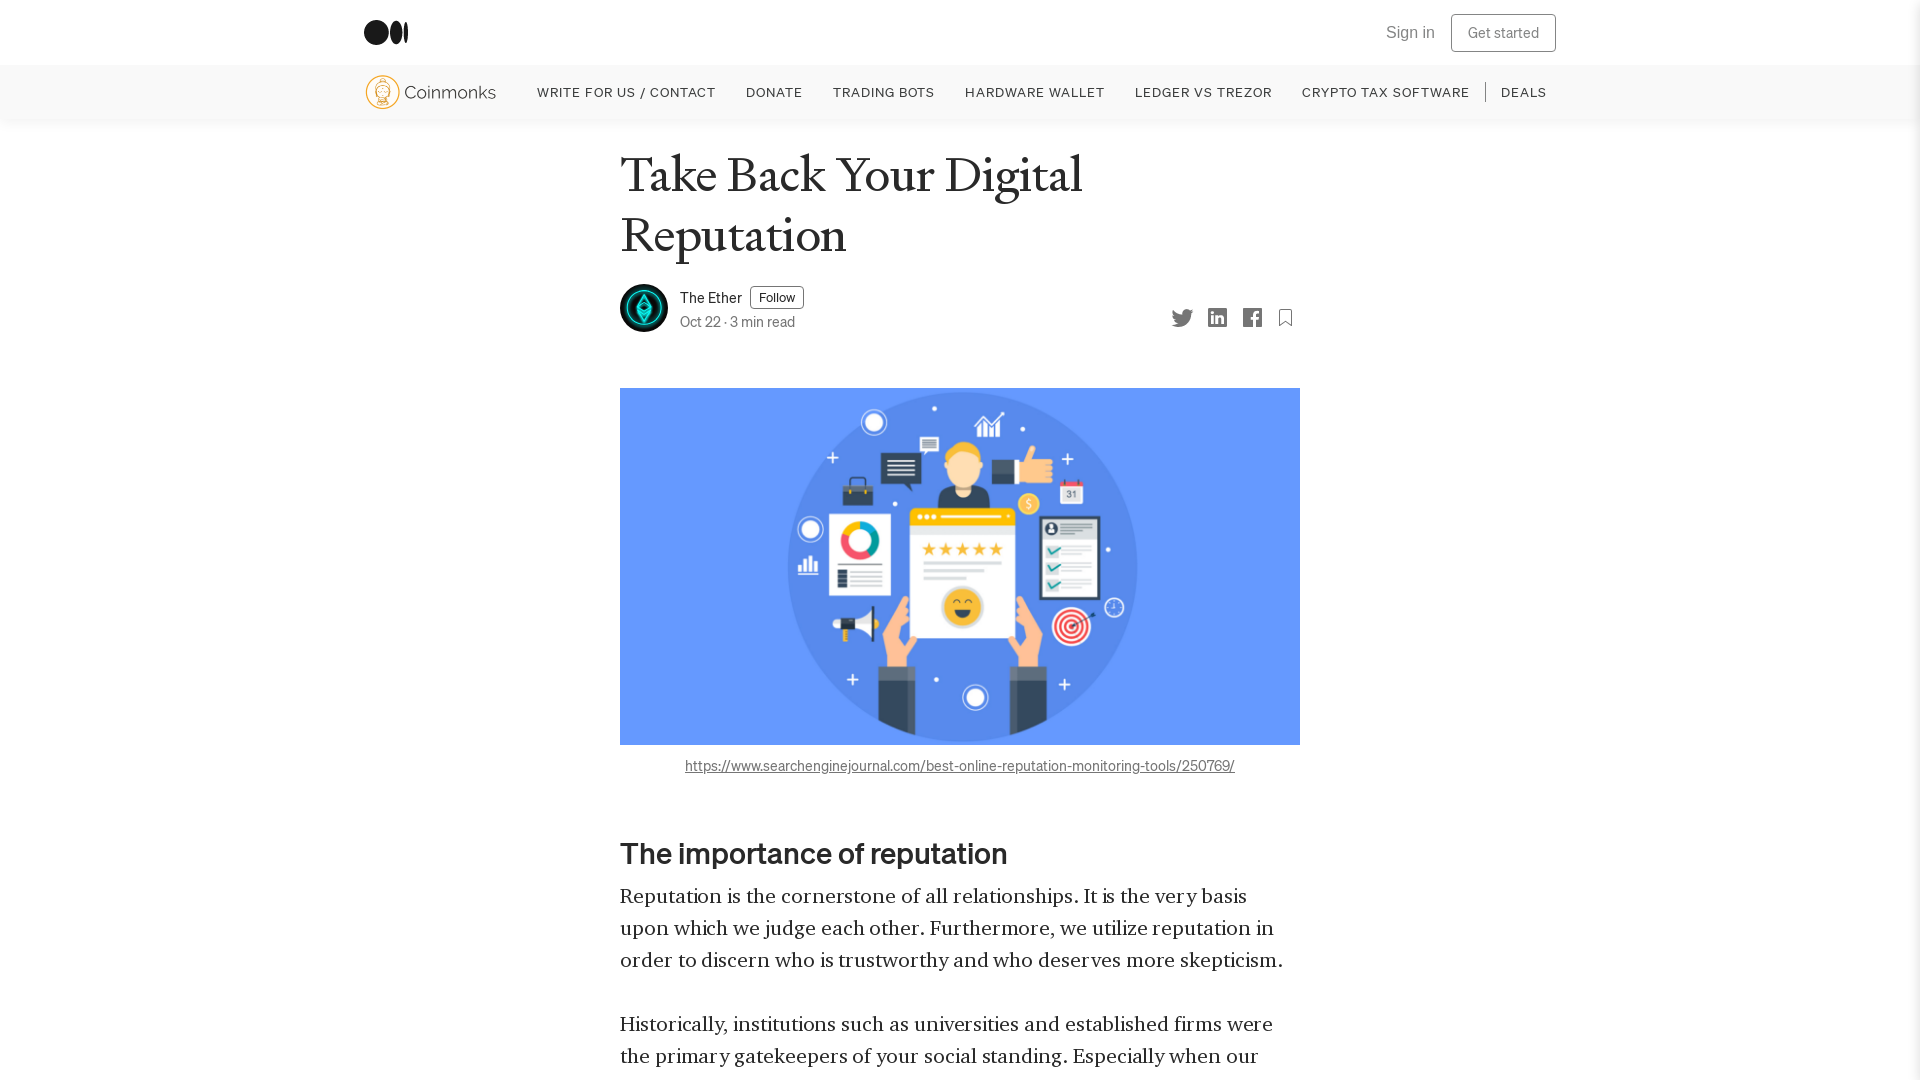 Sign in
Get started
Coinmonks
WRITE FOR US / CONTACT
DONATE
TRADING BOTS
HARDWARE WALLET
LEDGER VS TREZOR
CRYPTO TAX SOFTWARE
DEALS
Take Back Your Digital
Reputation
The Ether
Follow
Oct 22 · 3 min read
31
$
https://www.searchenginejournal.com/best-online-reputation-monitoring-tools/250769/
The importance of reputation
Reputation is the cornerstone of all relationships. It is the very basis
upon which we judge each other. Furthermore, we utilize reputation in
order to discern who is trustworthy and who deserves more skepticism.
Historically, institutions such as universities and established firms were
the primary gatekeepers of your social standing. Especially when our